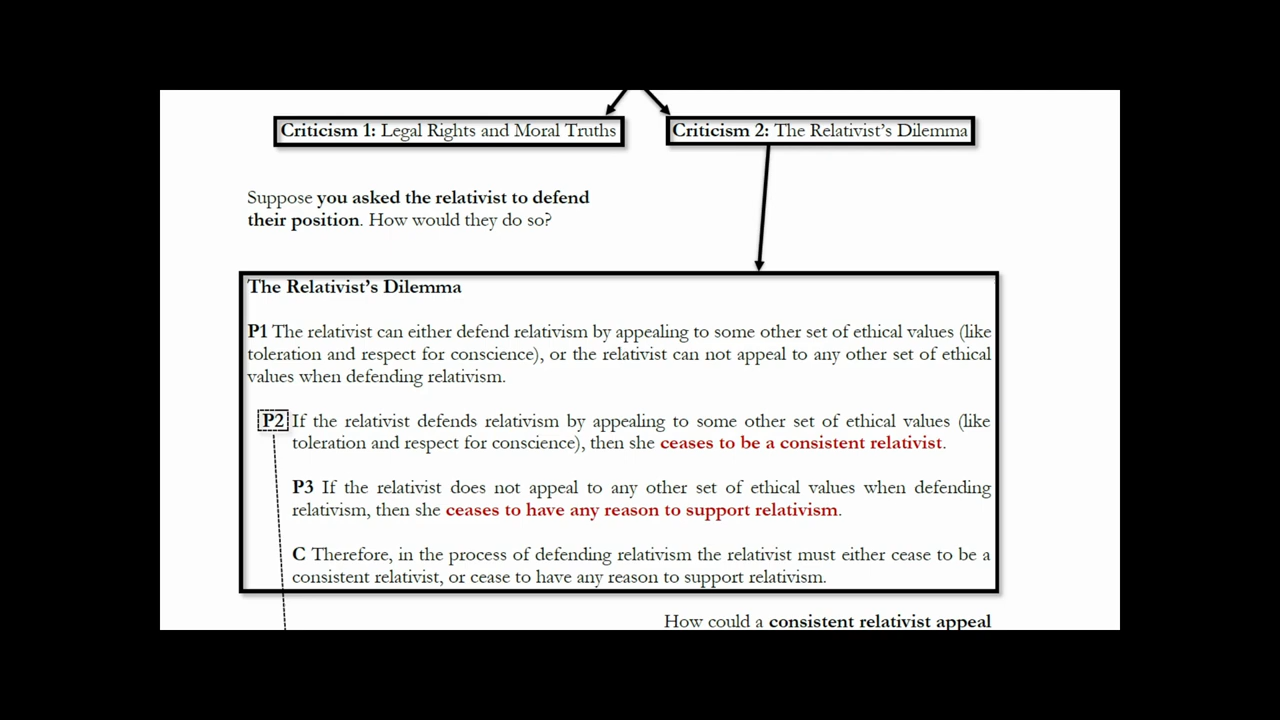 Criticism 1: Legal Rights and Moral Truths
Criticism 2: The Relativist's Dilemma
Suppose you asked the relativist to defend
their position. How would they do so?
The Relativist's Dilemma
P1 The relativist can either defend relativism by appealing to some other set of ethical values (like
toleration and respect for conscience), or the relativist can not appeal to any other set of ethical
values when defending relativism.
P2 If the relativist defends relativism by appealing to some other set of ethical values (like
toleration and respect for conscience), then she ceases to be a consistent relativist.
P3 If the relativist does not appeal to any other set of ethical values when defending
relativism, then she ceases to have any reason to support relativism.
C Therefore, in the process of defending relativism the relativist must either cease to be a
consistent relativist, or cease to have any reason to support relativism.
How could a consistent relativist appeal